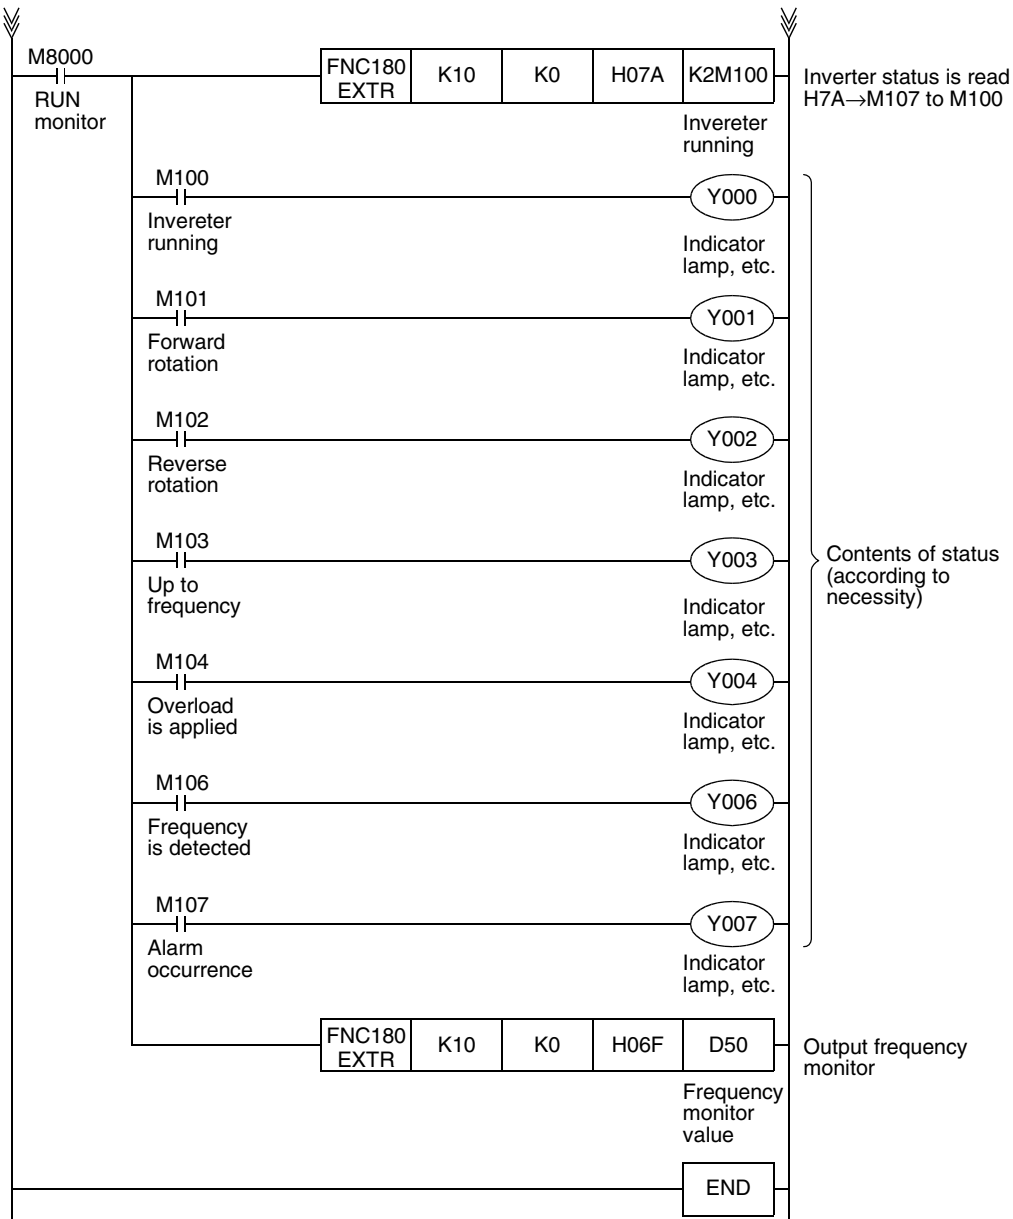 M8000
RUN
monitor
FNC180
EXTR
K10
K0
H07A
K2M100
Inverter status is read
H7A→M107 to M100
Invereter
running
M100
Invereter
running
Y000
Indicator
lamp, etc.
M101
Forward
rotation
Y001
Indicator
lamp, etc.
M102
Reverse
rotation
Y002
Indicator
lamp, etc.
M103
Up to
frequency
Y003
Indicator
lamp, etc.
Contents of status
(according to
necessity)
M104
Overload
is applied
Y004
Indicator
lamp, etc.
M106
Frequency
is detected
Y006
Indicator
lamp, etc.
M107
Alarm
occurrence
Y007
Indicator
lamp, etc.
FNC180
EXTR
K10
K0
H06F
D50
Output frequency
monitor
Frequency
monitor
value
END